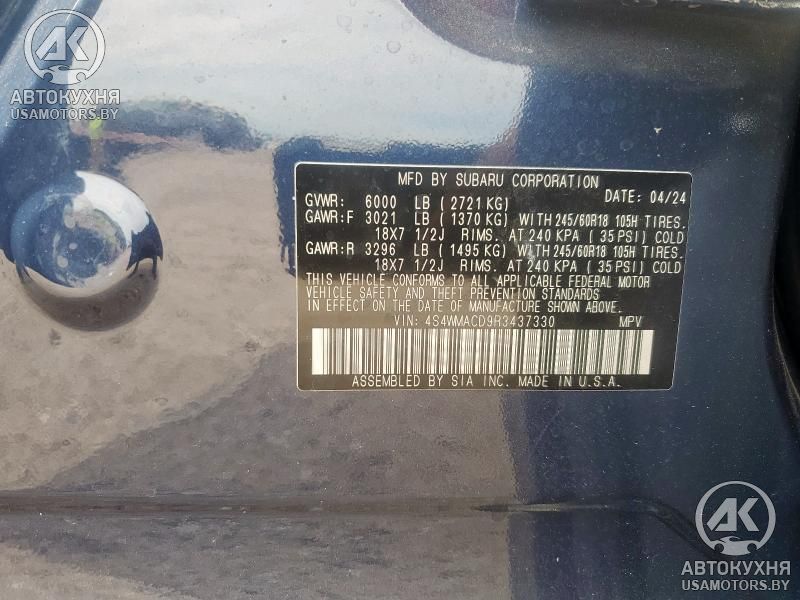 AK
АВТОКУХНЯ
USAMOTORS.BY
MFD BY SUBARU CORPORATION
GVWR: 6000 LB ( 2721 KG) DATE: 04/24
GAWR:F 3021 LB ( 1370 KG) WITH 245/60R18 105H TIRES.
18X7 1/2J RIMS. AT 240 KPA ( 35 PSI) COLD
GAWR:R 3296 LB ( 1495 KG) WITH 245/60R18 105H TIRES.
18X7 1/2J RIMS. AT 240 KPA ( 35 PSI) COLD
THIS VEHICLE CONFORMS TO ALL APPLICABLE FEDERAL MOTOR
VEHICLE SAFETY AND THEFT PREVENTION STANDARDS
IN EFFECT ON THE DATE OF MANUFACTURE SHOWN ABOVE.
VIN: 4S4WMACD9R3437330 MPV
ASSEMBLED BY SIA INC. MADE IN U.S.A.
AK
АВТОКУХНЯ
USAMOTORS.BY